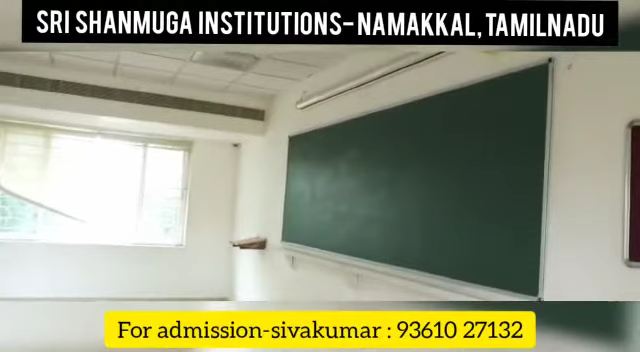 SRI SHANMUGA INSTITUTIONS-NAMAKKAL, TAMILNADU
For admission-sivakumar : 93610 27132